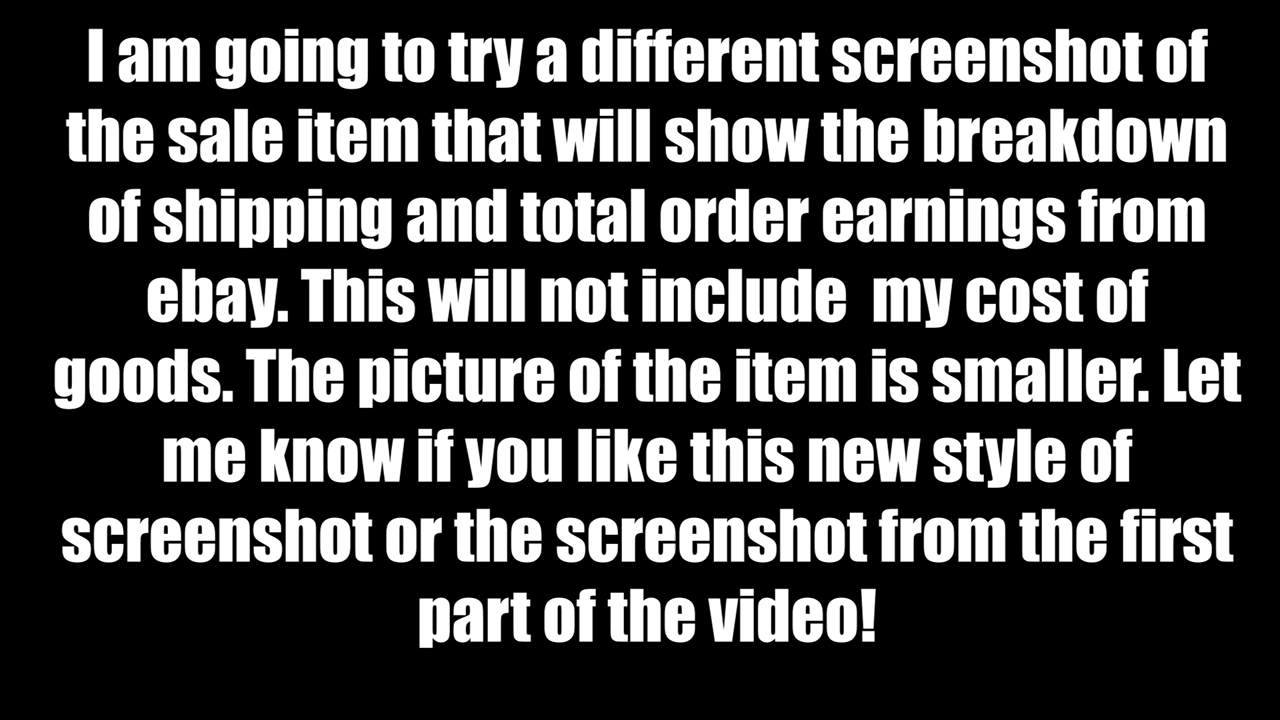 I am going to try a different screenshot of
the sale item that will show the breakdown
of shipping and total order earnings from
ebay. This will not include  my cost of
goods. The picture of the item is smaller. Let
me know if you like this new style of
screenshot or the screenshot from the first
part of the video!